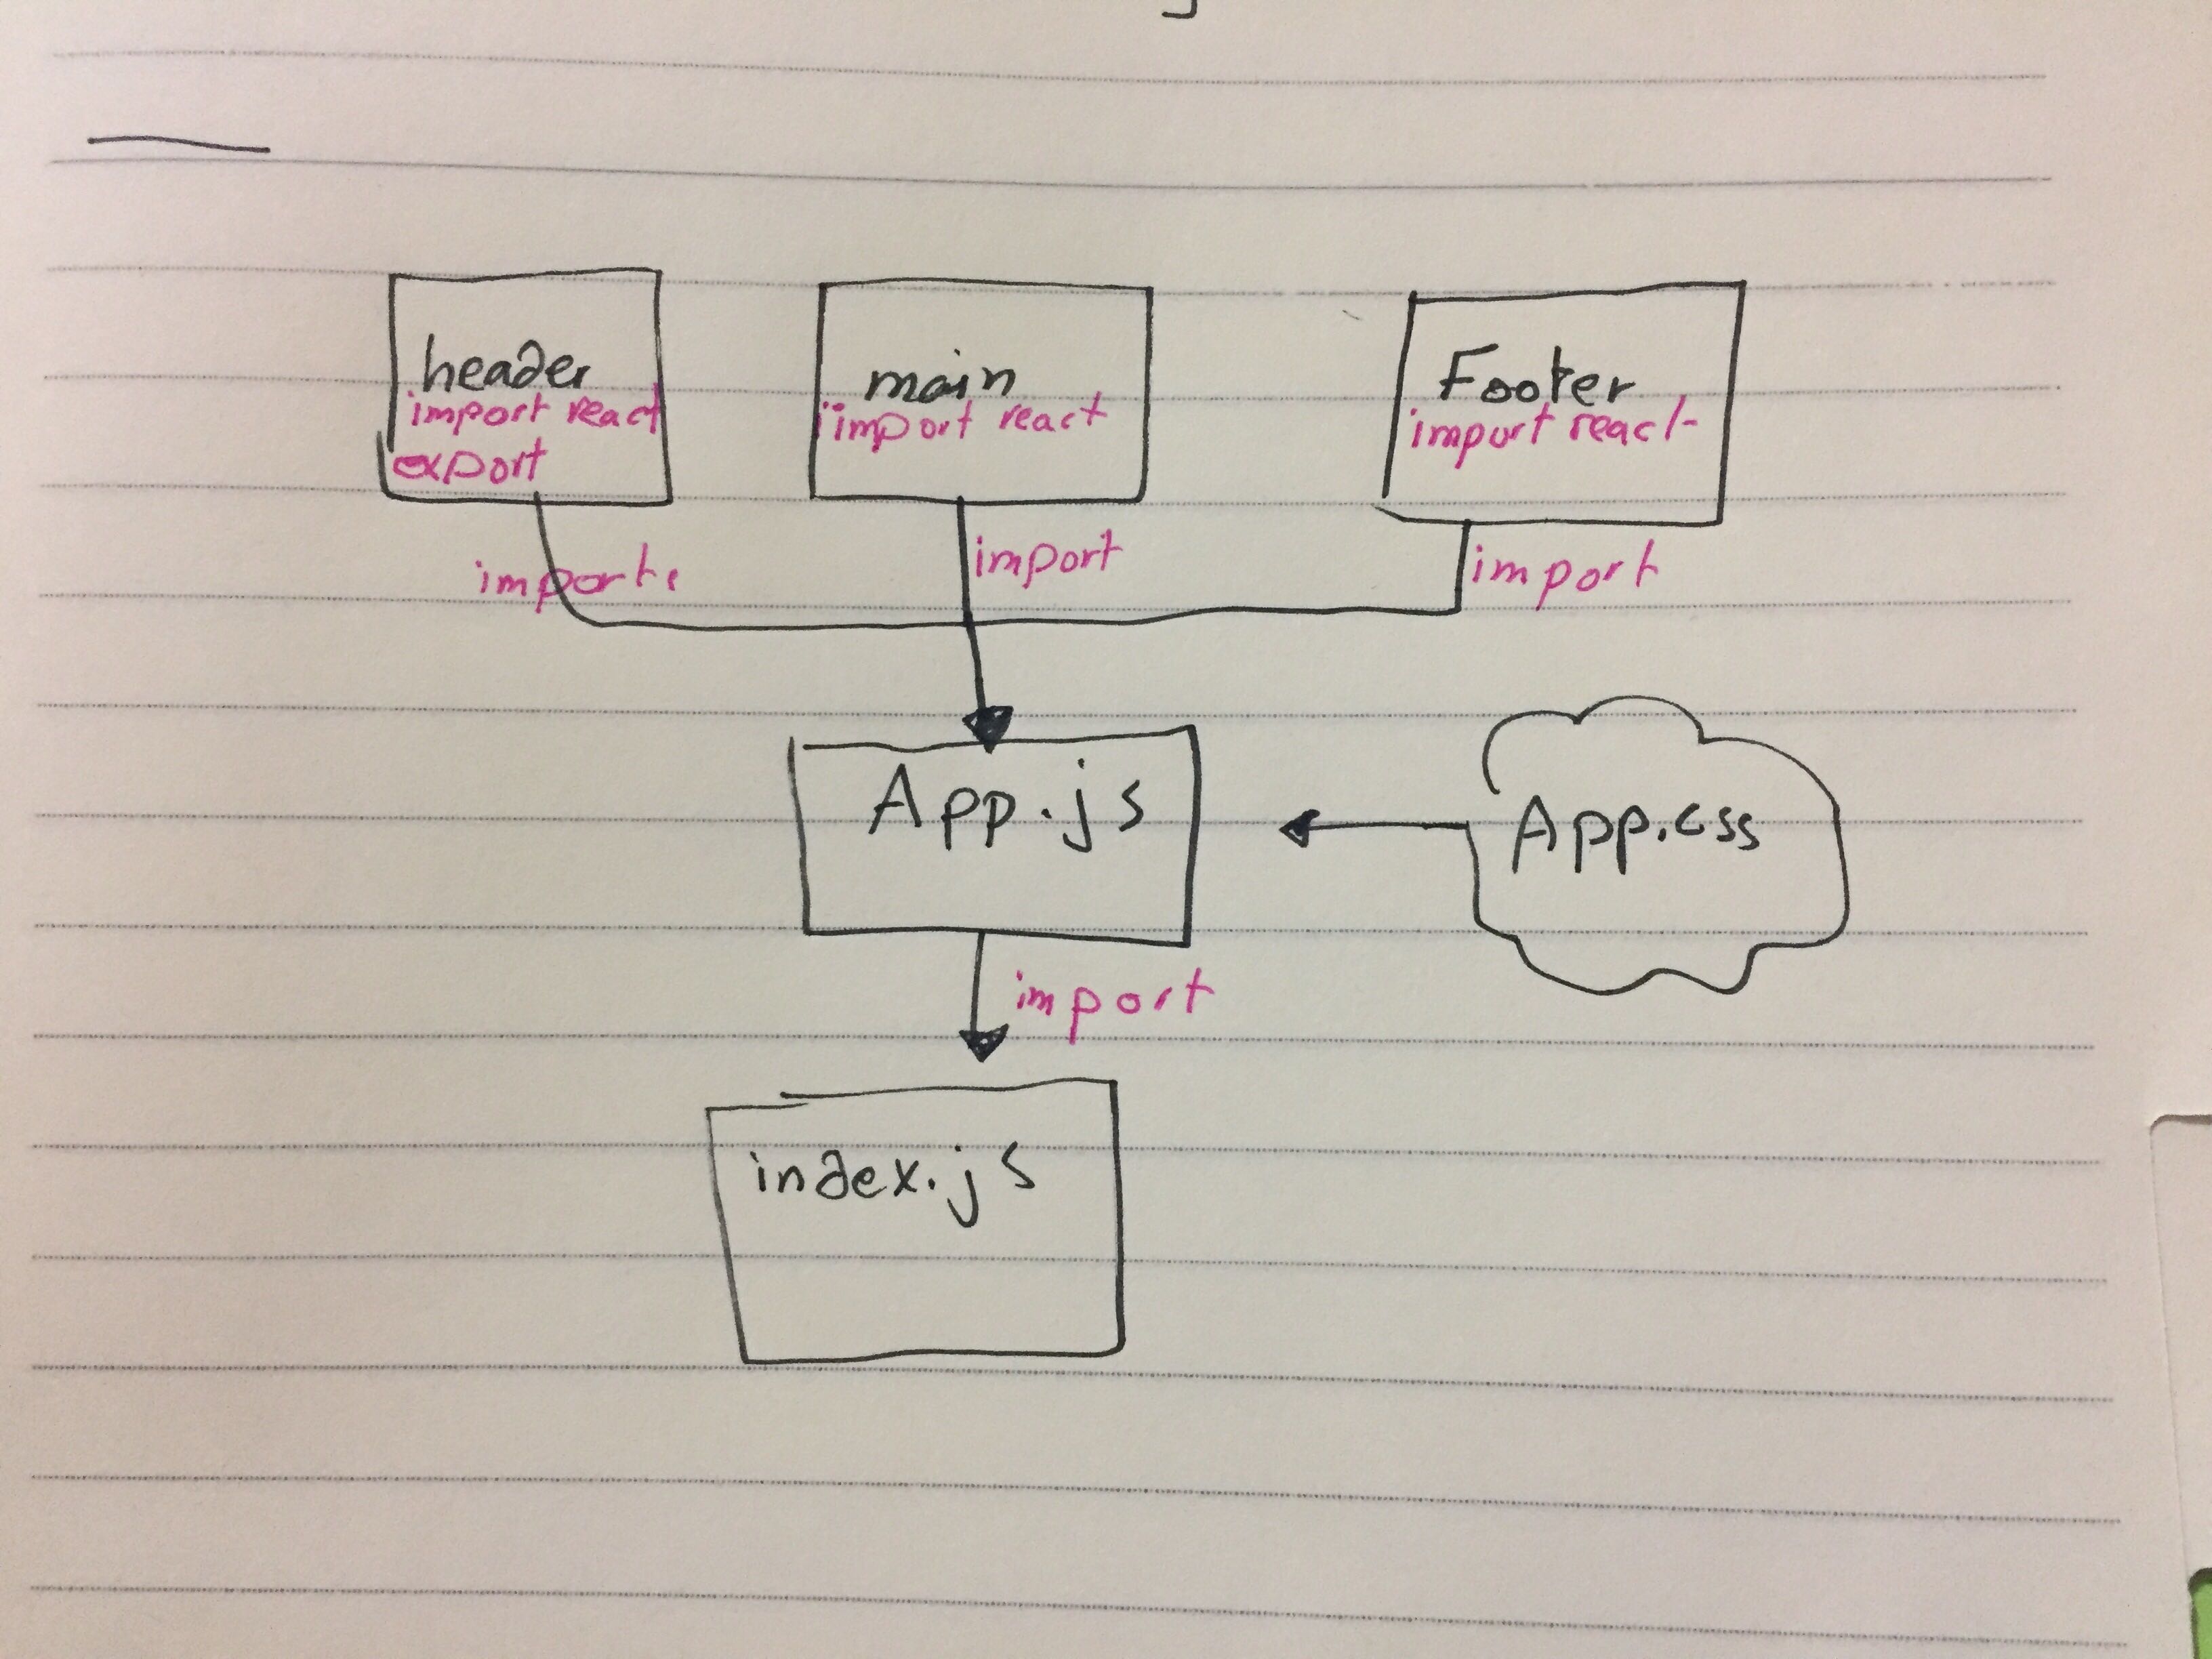 header
import react
export
main
import react
Footer
import react
import
import
import
App.js
App.css
import
index.js